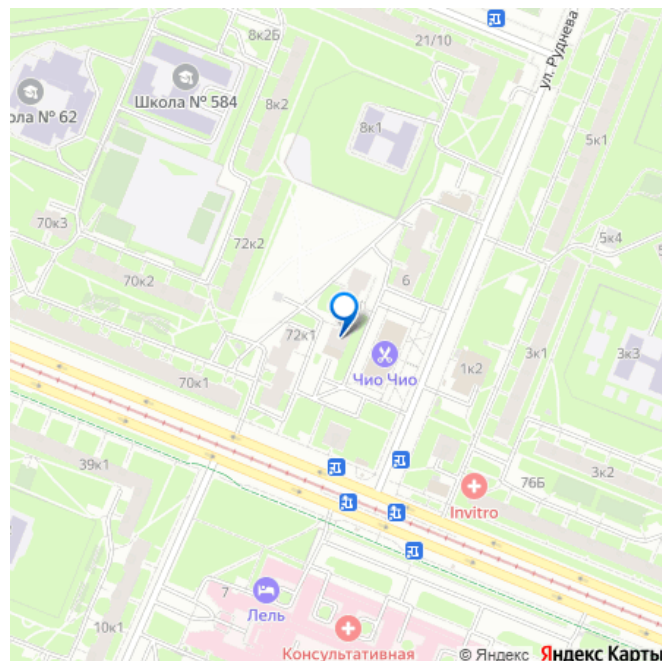 8к2Б
21/10
ул. Руднева
Школа № 584
ола № 62
8к2
8к1
5к1
70к3
72к2
5к4
70к2
6
72к1
Чио Чио
1к2
3к1
3к3
70к1
39к1
76Б
3к2
Invitro
7
Лель
10к1
Консультативная
© Яндекс Яндекс Карты